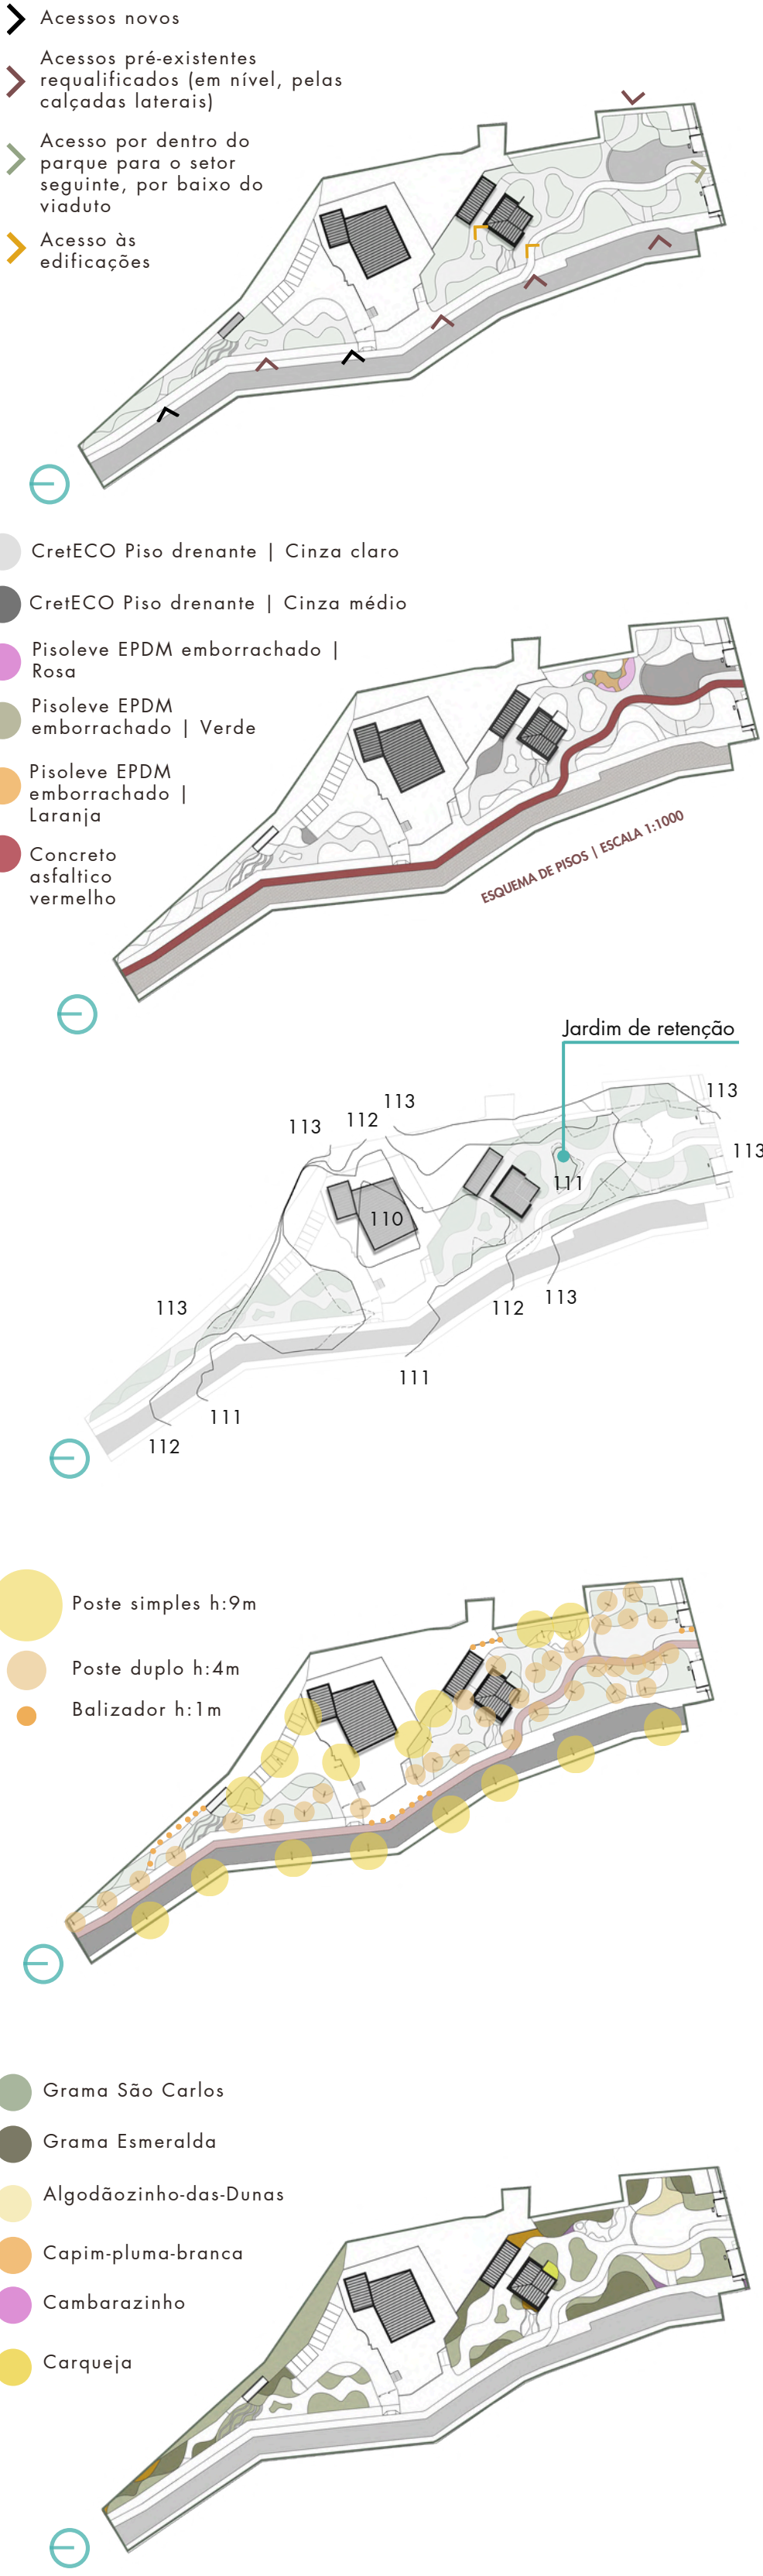 Acessos novos
Acessos pré-existentes
requalificados (em nível, pelas
calçadas laterais)
Acesso por dentro do
parque para o setor
seguinte, por baixo do
viaduto
Acesso às
edificações
CretECO Piso drenante | Cinza claro
CretECO Piso drenante | Cinza médio
Pisoleve EPDM emborrachado |
Rosa
Pisoleve EPDM
emborrachado | Verde
Pisoleve EPDM
emborrachado |
Laranja
Concreto
asfaltico
vermelho
ESQUEMA DE PISOS | ESCALA 1:1000
Jardim de retenção
113
113
112
113
113
111
110
113
113
112
111
111
112
Poste simples h:9m
Poste duplo h:4m
Balizador h:1m
Grama São Carlos
Grama Esmeralda
Algodãozinho-das-Dunas
Capim-pluma-branca
Cambarazinho
Carqueja